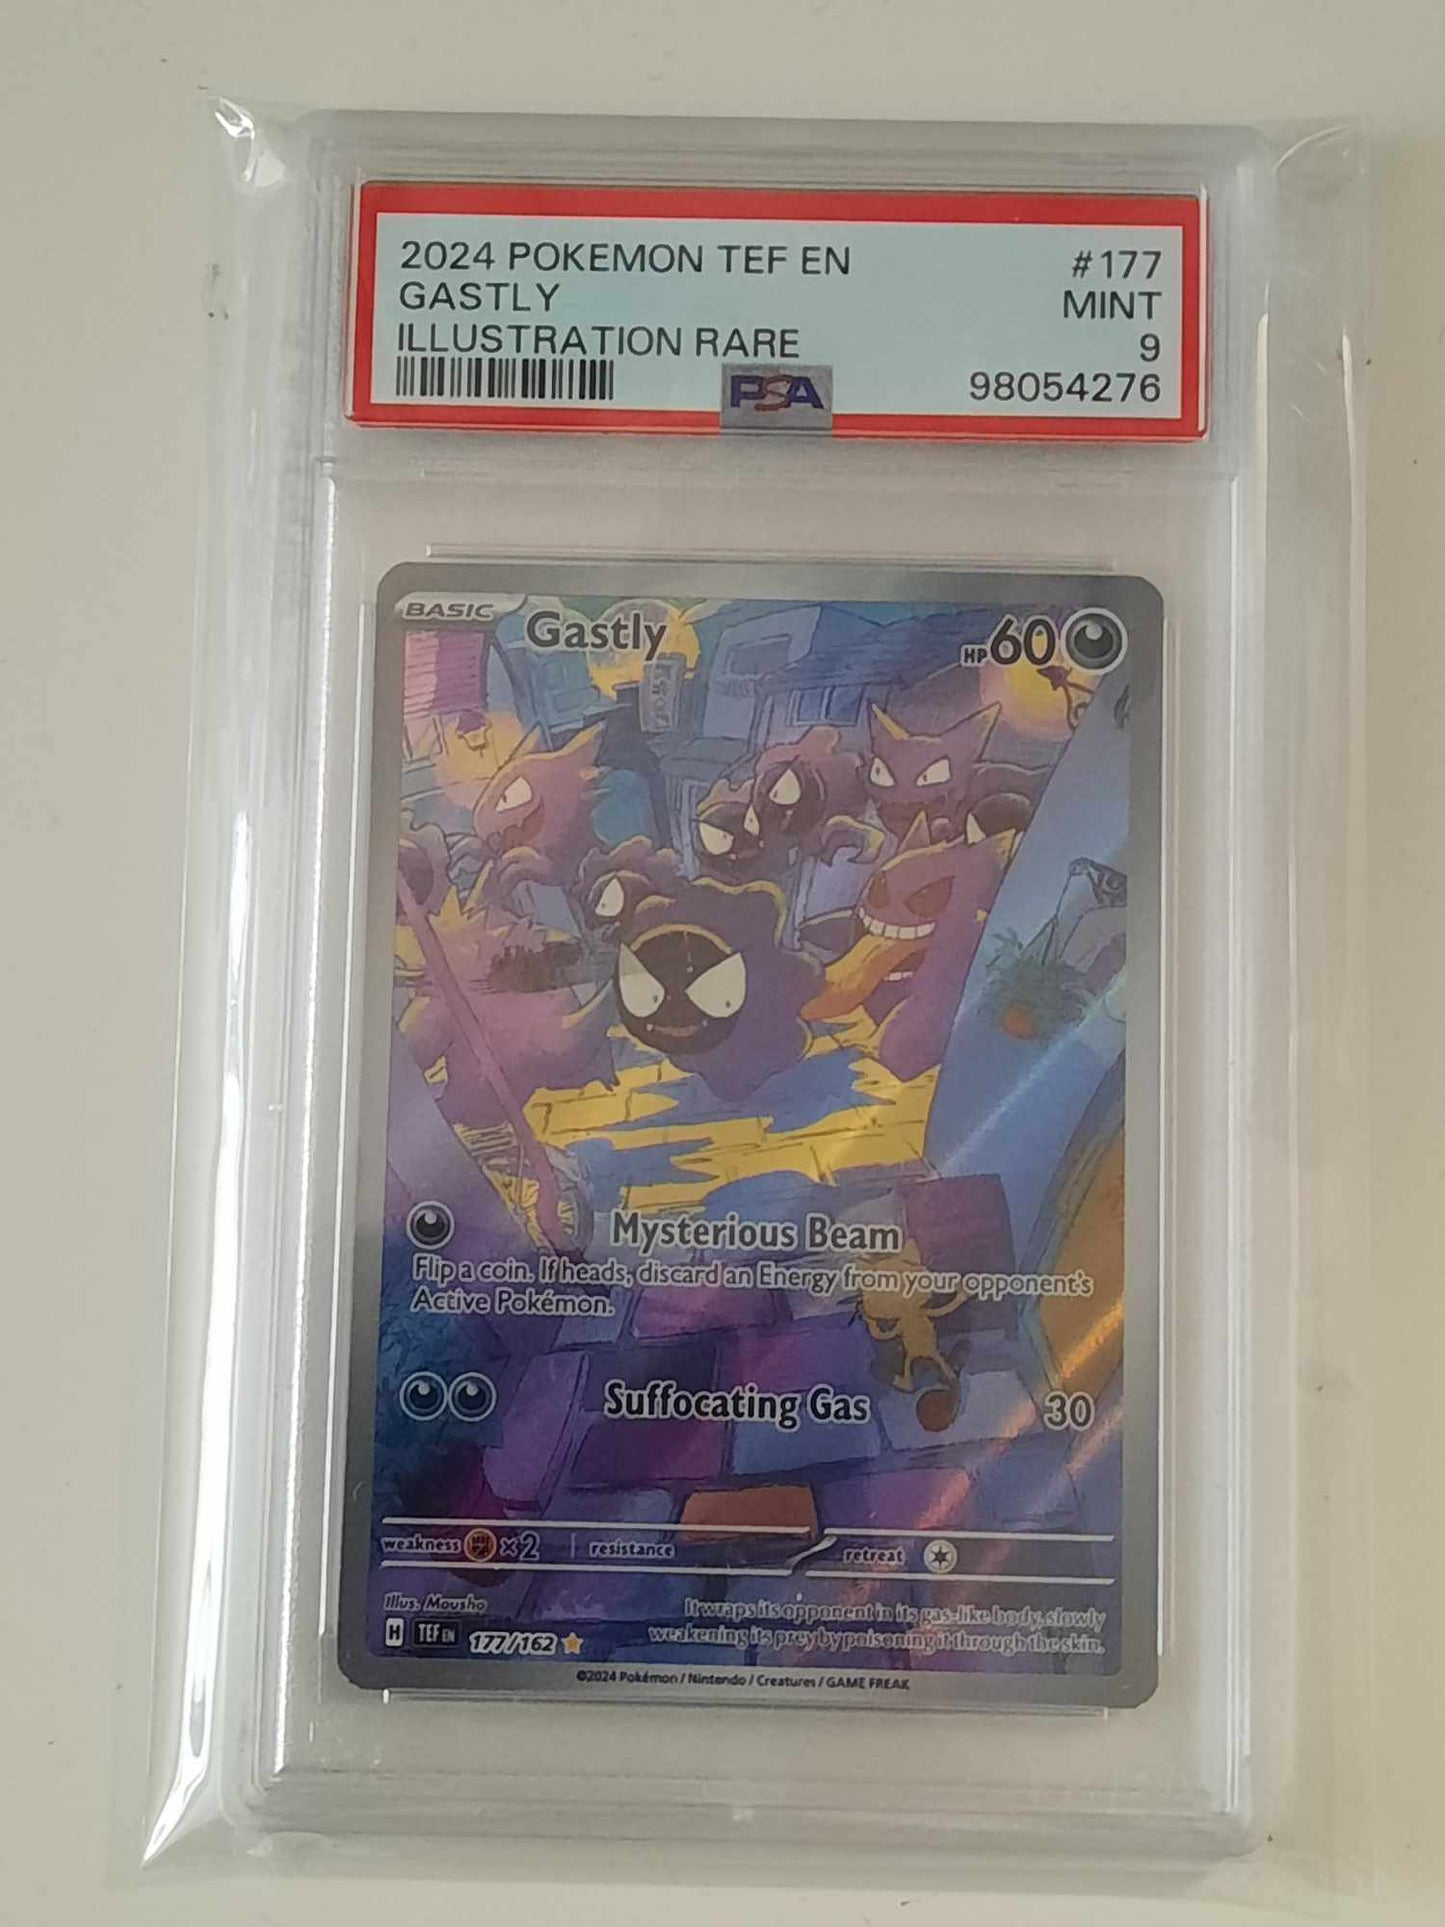 2024 POKEMON TEF EN #177
GASTLY MINT
ILLUSTRATION RARE 9
PSA 98054276
BASIC Gastly HP 60
Mysterious Beam
Flip a coin. If heads, discard an Energy from your opponent's
Active Pokémon.
Suffocating Gas 30
weakness ×2 resistance retreat
Illus. Mousho
It wraps its opponent in its gas-like body, slowly
weakening its prey by poisoning it through the skin.
H TEF EN 177/162
©2024 Pokémon / Nintendo / Creatures / GAME FREAK